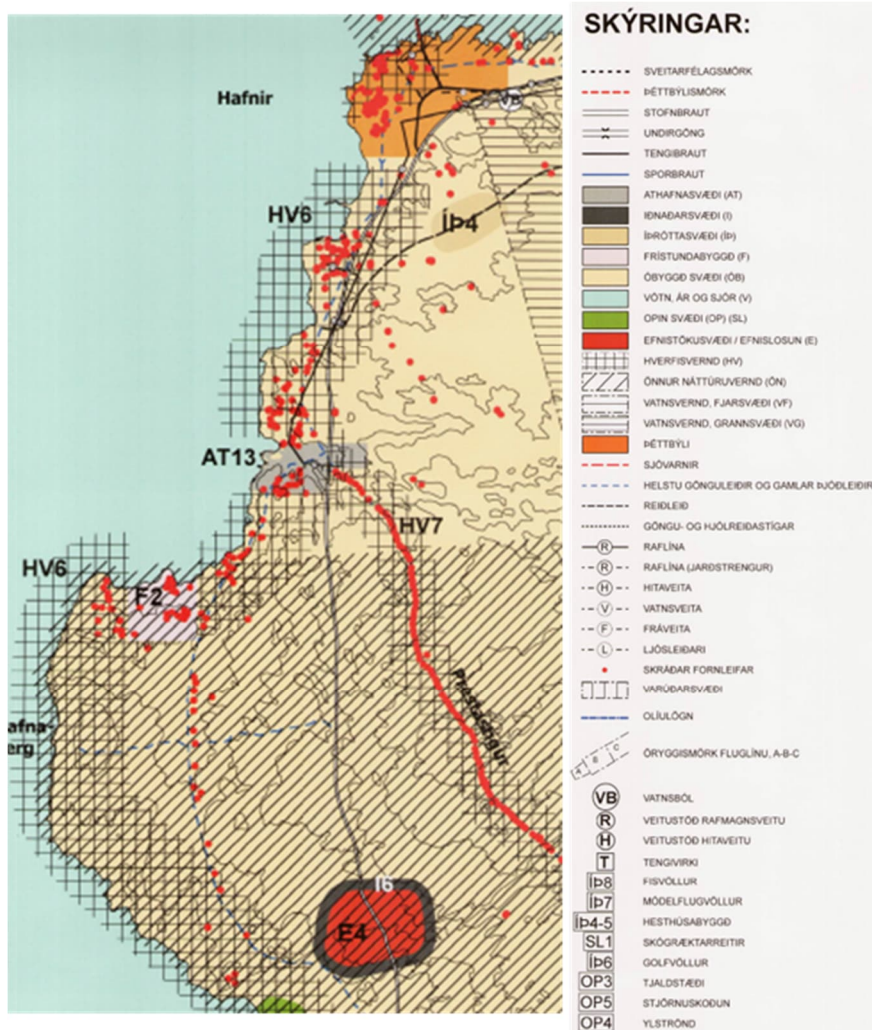 Hafnir
VB
HV6
ÍÞ4
AT13
HV7
HV6
F2
Prestastígur
afna-
erg
I6
E4
SKÝRINGAR:
SVEITARFÉLAGSMÖRK
ÞÉTTBÝLISMÖRK
STOFNBRAUT
UNDIRGÖNG
TENGIBRAUT
SPORBRAUT
ATHAFNASVÆÐI (AT)
IÐNAÐARSVÆÐI (I)
ÍÞRÓTTASVÆÐI (ÍÞ)
FRÍSTUNDABYGGÐ (F)
ÓBYGGÐ SVÆÐI (ÓB)
VÖTN, ÁR OG SJÓR (V)
OPIN SVÆÐI (OP) (SL)
EFNISTÖKUSVÆÐI / EFNISLOSUN (E)
HVERFISVERND (HV)
ÖNNUR NÁTTÚRUVERND (ÖN)
VATNSVERND, FJARSVÆÐI (VF)
VATNSVERND, GRANNSVÆÐI (VG)
ÞÉTTBÝLI
SJÓVARNIR
HELSTU GÖNGULEIÐIR OG GAMLAR ÞJÓÐLEIÐIR
REIÐLEIÐ
GÖNGU- OG HJÓLREIÐASTÍGAR
R RAFLÍNA
R RAFLÍNA (JARÐSTRENGUR)
H HITAVEITA
V VATNSVEITA
F FRÁVEITA
L LJÓSLEIÐARI
SKRÁÐAR FORNLEIFAR
VARÚÐARSVÆÐI
OLÍULÖGN
A B C ÖRYGGISMÖRK FLUGLÍNU, A-B-C
VB VATNSBÓL
R VEITUSTÖÐ RAFMAGNSVEITU
H VEITUSTÖÐ HITAVEITU
T TENGIVIRKI
ÍÞ8 FISVÖLLUR
ÍÞ7 MÓDELFLUGVÖLLUR
ÍÞ4-5 HESTHÚSABYGGÐ
SL1 SKÓGRÆKTARREITIR
ÍÞ6 GOLFVÖLLUR
OP3 TJALDSTÆÐI
OP5 STJÖRNUSKOÐUN
OP4 YLSTRÖND